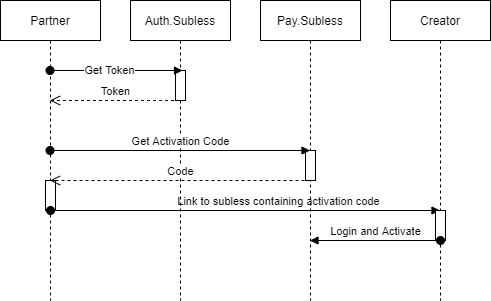 Partner
Auth.Subless
Pay.Subless
Creator
Get Token
Token
Get Activation Code
Code
Link to subless containing activation code
Login and Activate